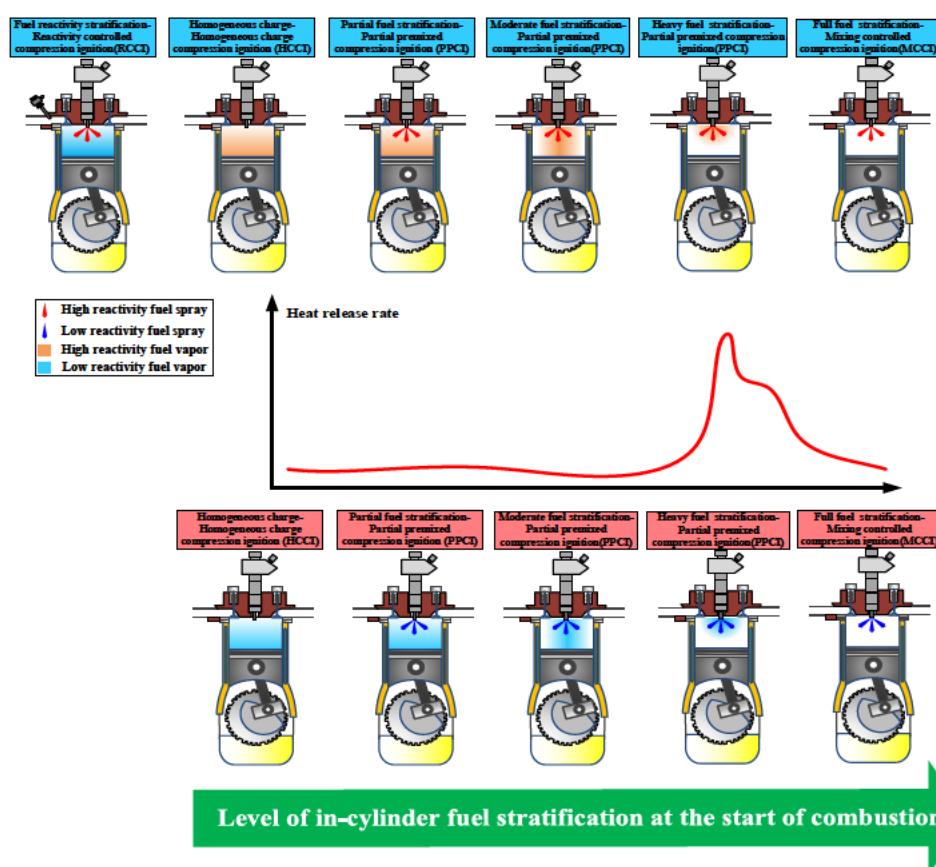 Fuel reactivity stratification-
Reactivity controlled
compression ignition(RCCI)
Homogeneous charge-
Homogeneous charge
compression ignition (HCCI)
Partial fuel stratification-
Partial premixed
compression ignition (PPCI)
Moderate fuel stratification-
Partial premixed
compression ignition(PPCI)
Heavy fuel stratification-
Partial premixed compression
ignition(PPCI)
Full fuel stratification-
Mixing controlled
compression ignition(MCCI)
High reactivity fuel spray
Low reactivity fuel spray
High reactivity fuel vapor
Low reactivity fuel vapor
Heat release rate
Homogeneous charge-
Homogeneous charge
compression ignition (HCCI)
Partial fuel stratification-
Partial premixed
compression ignition (PPCI)
Moderate fuel stratification-
Partial premixed
compression ignition(PPCI)
Heavy fuel stratification-
Partial premixed
compression ignition(PPCI)
Full fuel stratification-
Mixing controlled
compression ignition(MCCI)
Level of in-cylinder fuel stratification at the start of combustion